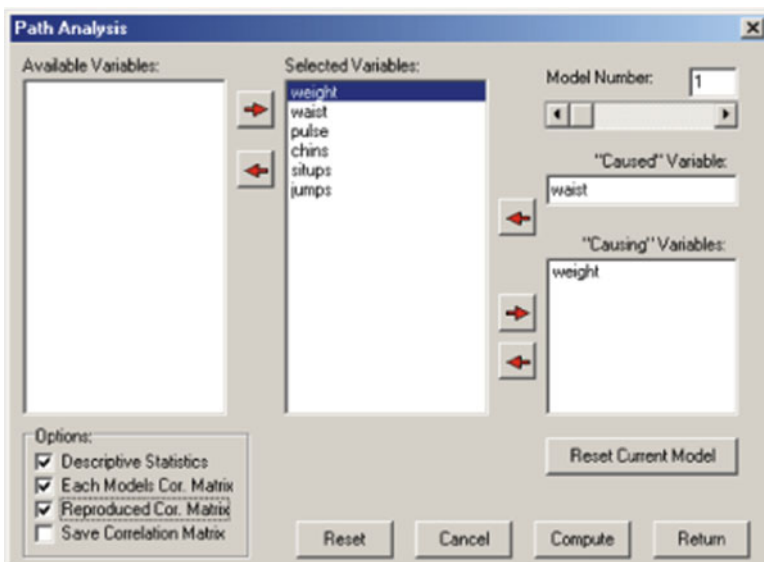 Path Analysis
Available Variables:
Selected Variables:
weight
waist
pulse
chins
situps
jumps
Model Number:
1
"Caused" Variable:
waist
"Causing" Variables:
weight
Options:
Descriptive Statistics
Each Models Cor. Matrix
Reproduced Cor. Matrix
Save Correlation Matrix
Reset Current Model
Reset
Cancel
Compute
Return